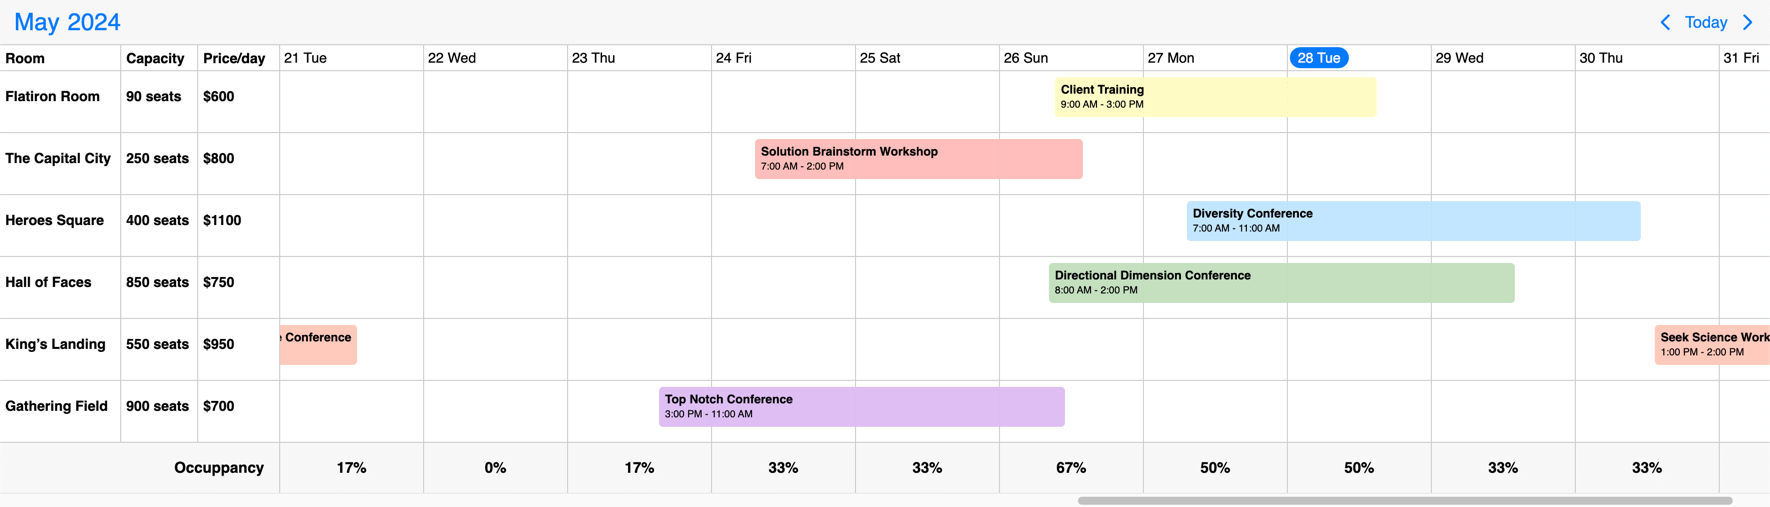 May 2024
Today
Room Capacity Price/day 21 Tue 22 Wed 23 Thu 24 Fri 25 Sat 26 Sun 27 Mon 28 Tue 29 Wed 30 Thu 31 Fri
Flatiron Room 90 seats $600
Client Training
9:00 AM - 3:00 PM
The Capital City 250 seats $800
Solution Brainstorm Workshop
7:00 AM - 2:00 PM
Heroes Square 400 seats $1100
Diversity Conference
7:00 AM - 11:00 AM
Hall of Faces 850 seats $750
Directional Dimension Conference
8:00 AM - 2:00 PM
King’s Landing 550 seats $950
Conference
Seek Science Work
1:00 PM - 2:00 PM
Gathering Field 900 seats $700
Top Notch Conference
3:00 PM - 11:00 AM
Occuppancy 17% 0% 17% 33% 33% 67% 50% 50% 33% 33%